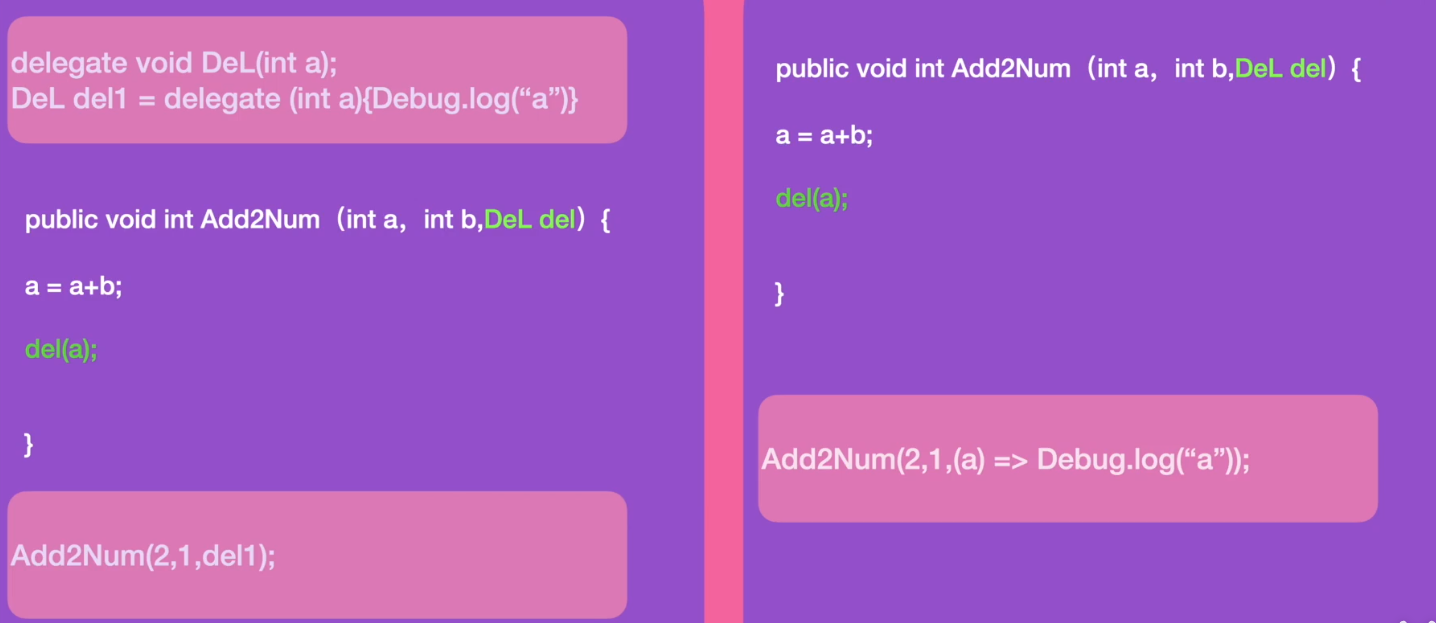 delegate void DeL(int a);
DeL del1 = delegate (int a){Debug.log(“a”)}
public void int Add2Num（int a，int b,DeL del）{
a = a+b;
del(a);
}
Add2Num(2,1,del1);
public void int Add2Num（int a，int b,DeL del）{
a = a+b;
del(a);
}
Add2Num(2,1,(a) => Debug.log(“a”));